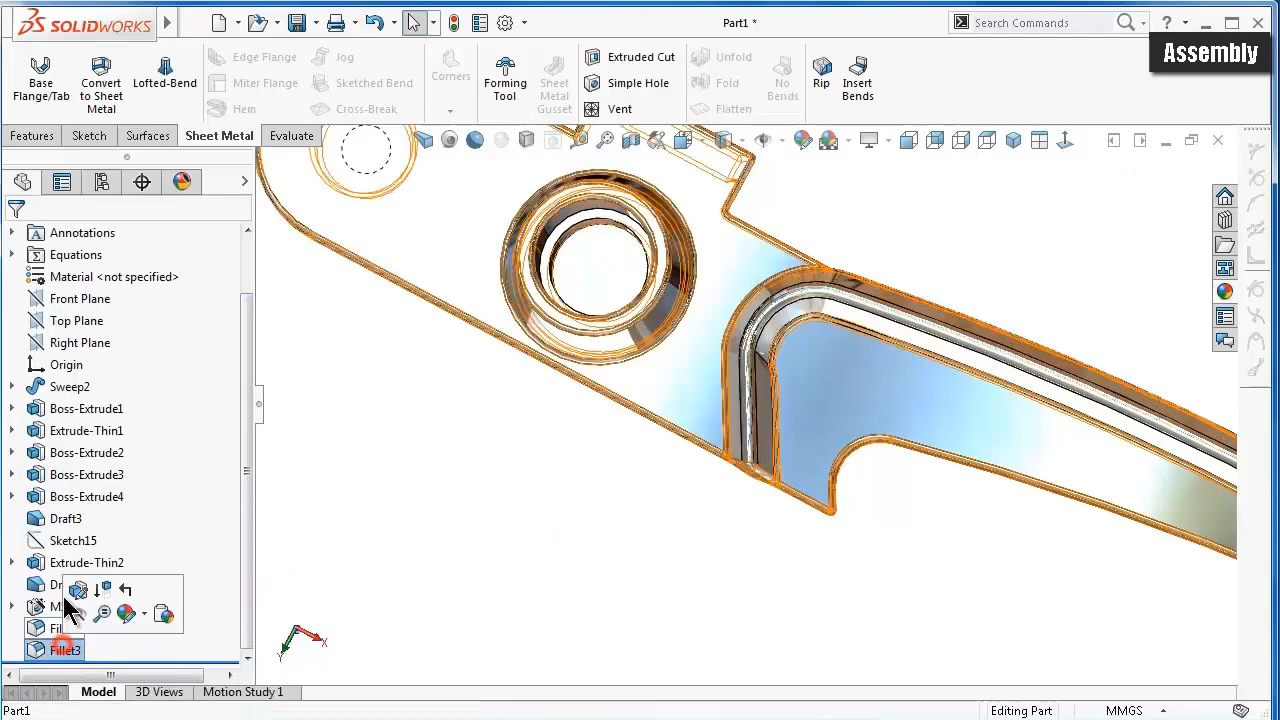 SOLIDWORKS
Part1 *
Search Commands
?
Assembly
Base Flange/Tab
Convert to Sheet Metal
Lofted-Bend
Edge Flange
Miter Flange
Hem
Jog
Sketched Bend
Cross-Break
Corners
Forming Tool
Sheet Metal Gusset
Extruded Cut
Simple Hole
Vent
Unfold
Fold
Flatten
No Bends
Rip
Insert Bends
Features
Sketch
Surfaces
Sheet Metal
Evaluate
Annotations
Equations
Material <not specified>
Front Plane
Top Plane
Right Plane
Origin
Sweep2
Boss-Extrude1
Extrude-Thin1
Boss-Extrude2
Boss-Extrude3
Boss-Extrude4
Draft3
Sketch15
Extrude-Thin2
Fillet3
X
Y
Model
3D Views
Motion Study 1
Part1
Editing Part
MMGS